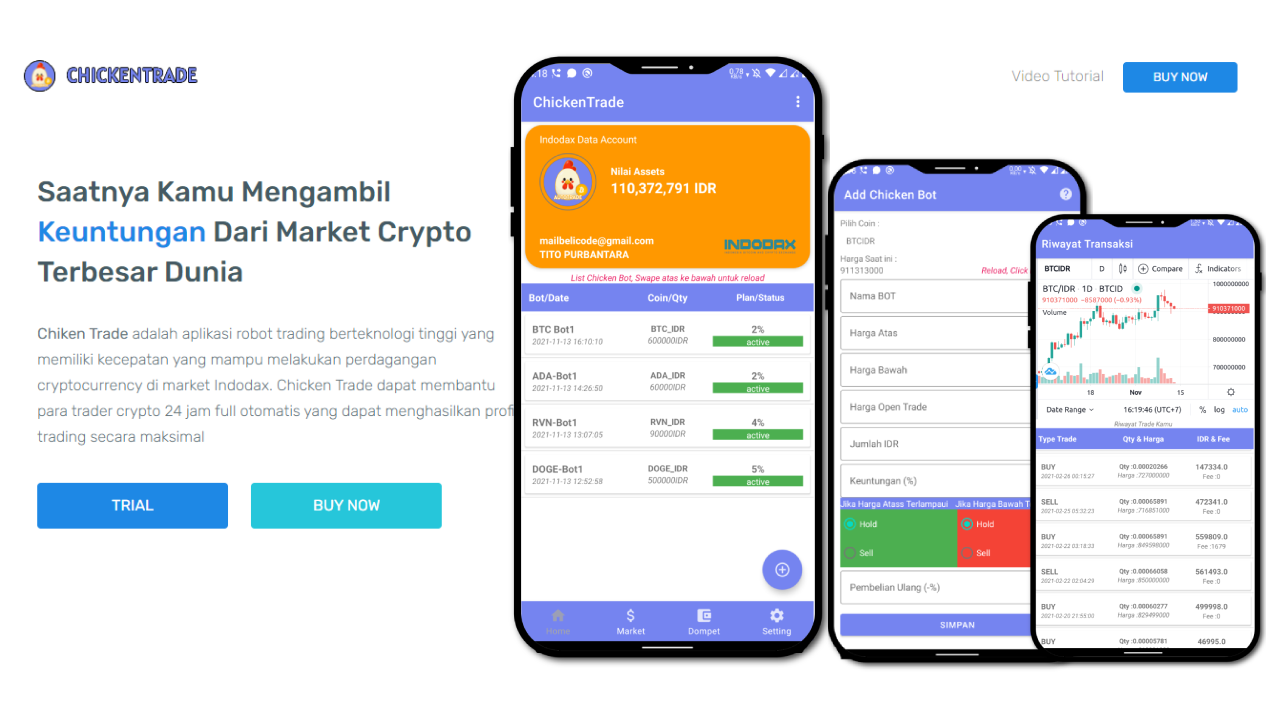 CHICKENTRADE
Video Tutorial
BUY NOW
Saatnya Kamu Mengambil
Keuntungan Dari Market Crypto
Terbesar Dunia
Chiken Trade adalah aplikasi robot trading berteknologi tinggi yang
memiliki kecepatan yang mampu melakukan perdagangan
cryptocurrency di market Indodax. Chicken Trade dapat membantu
para trader crypto 24 jam full otomatis yang dapat menghasilkan profi
trading secara maksimal
TRIAL
BUY NOW
ChickenTrade
Indodax Data Account
Nilai Assets
110,372,791 IDR
mailbelicode@gmail.com
TITO PURBANTARA
INDODAX
List Chicken Bot, Swape atas ke bawah untuk reload
Bot/Date Coin/Qty Plan/Status
BTC Bot1 BTC_IDR 2%
2021-11-13 16:10:10 600000IDR active
ADA-Bot1 ADA_IDR 2%
2021-11-13 14:26:50 60000IDR active
RVN-Bot1 RVN_IDR 4%
2021-11-13 13:07:05 90000IDR active
DOGE-Bot1 DOGE_IDR 5%
2021-11-13 12:52:58 500000IDR active
Home Market Dompet Setting
Add Chicken Bot
Pilih Coin :
BTCIDR
Harga Saat ini :
911313000 Reload, Click
Nama BOT
Harga Atas
Harga Bawah
Harga Open Trade
Jumlah IDR
Keuntungan (%)
Jika Harga Atass Terlampaui Jika Harga Bawah T
Hold Hold
Sell Sell
Pembelian Ulang (-%)
SIMPAN
Riwayat Transaksi
BTCIDR D Compare Indicators
BTC/IDR 1D BTCID
910371000 −8587000 (−0.93%)
Volume
1000000000
910371000
800000000
700000000
18 Nov 15
Date Range 16:19:46 (UTC+7) % log auto
Riwayat Trade Kamu
Type Trade Qty & Harga IDR & Fee
BUY Qty :0.00020266 147334.0
2021-02-26 00:15:27 Harga :727000000 Fee :0
SELL Qty :0.00065891 472341.0
2021-02-25 05:32:23 Harga :716851000 Fee :0
BUY Qty :0.00065891 559809.0
2021-02-22 03:18:33 Harga :849598000 Fee :1679
SELL Qty :0.00066058 561493.0
2021-02-22 02:04:29 Harga :850000000 Fee :0
BUY Qty :0.00060277 499998.0
2021-02-20 21:55:00 Harga :829499000 Fee :0
BUY Qty :0.00005781 46995.0